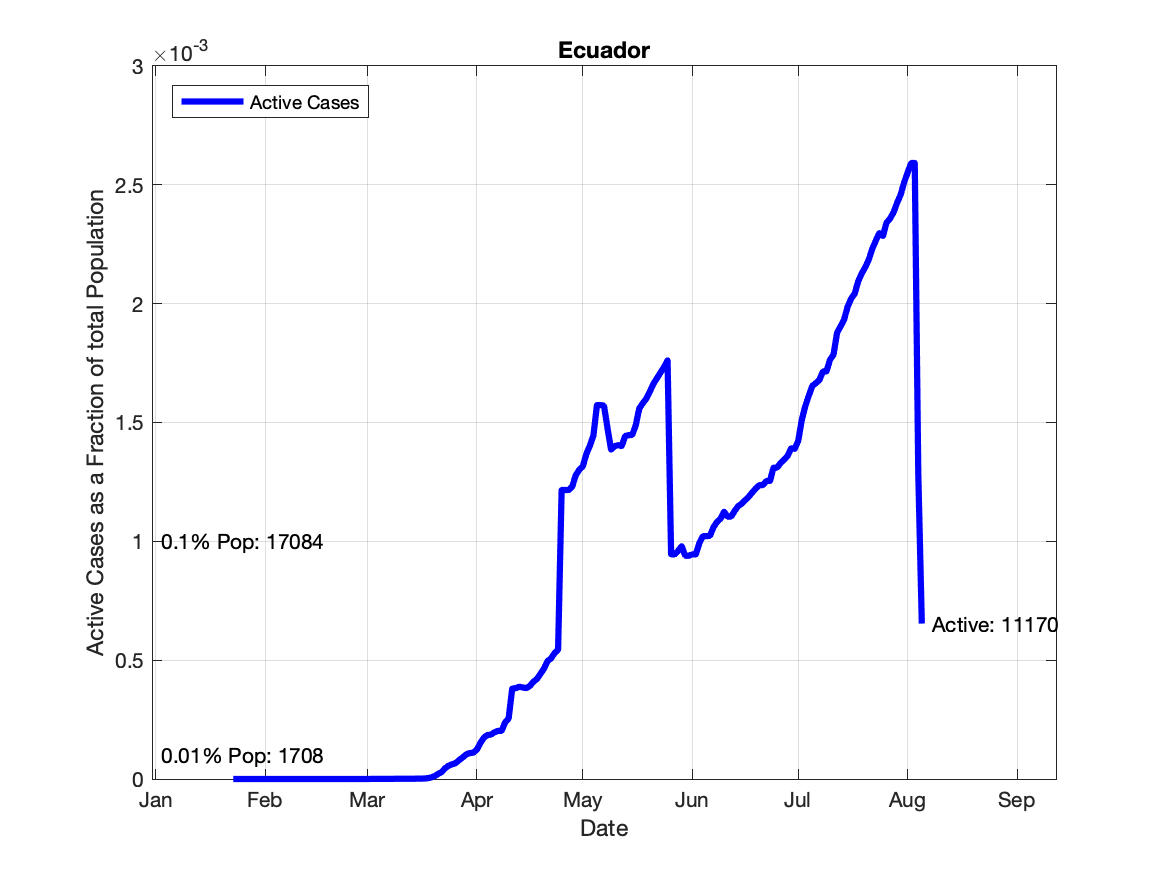 Ecuador
×10-3
3
2.5
2
1.5
1
0.5
0
Active Cases
0.1% Pop: 17084
0.01% Pop: 1708
Active: 11170
Active Cases as a Fraction of total Population
Jan Feb Mar Apr May Jun Jul Aug Sep
Date